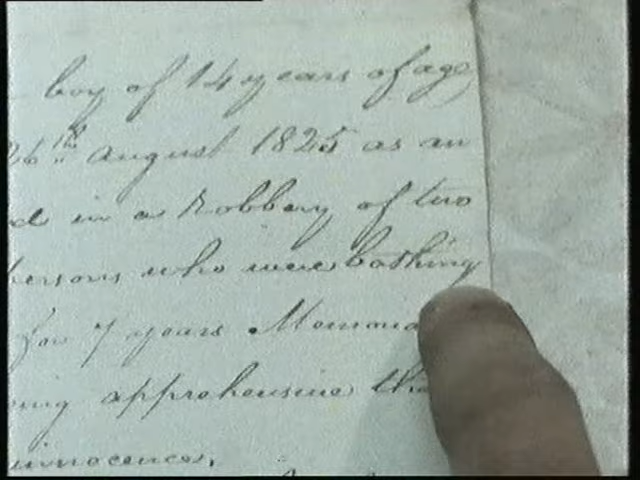 boy of 14 years of age
26th August 1825 as an
in a Robbery of two
persons who were bathing
for 7 years
apprehensive
innocence,